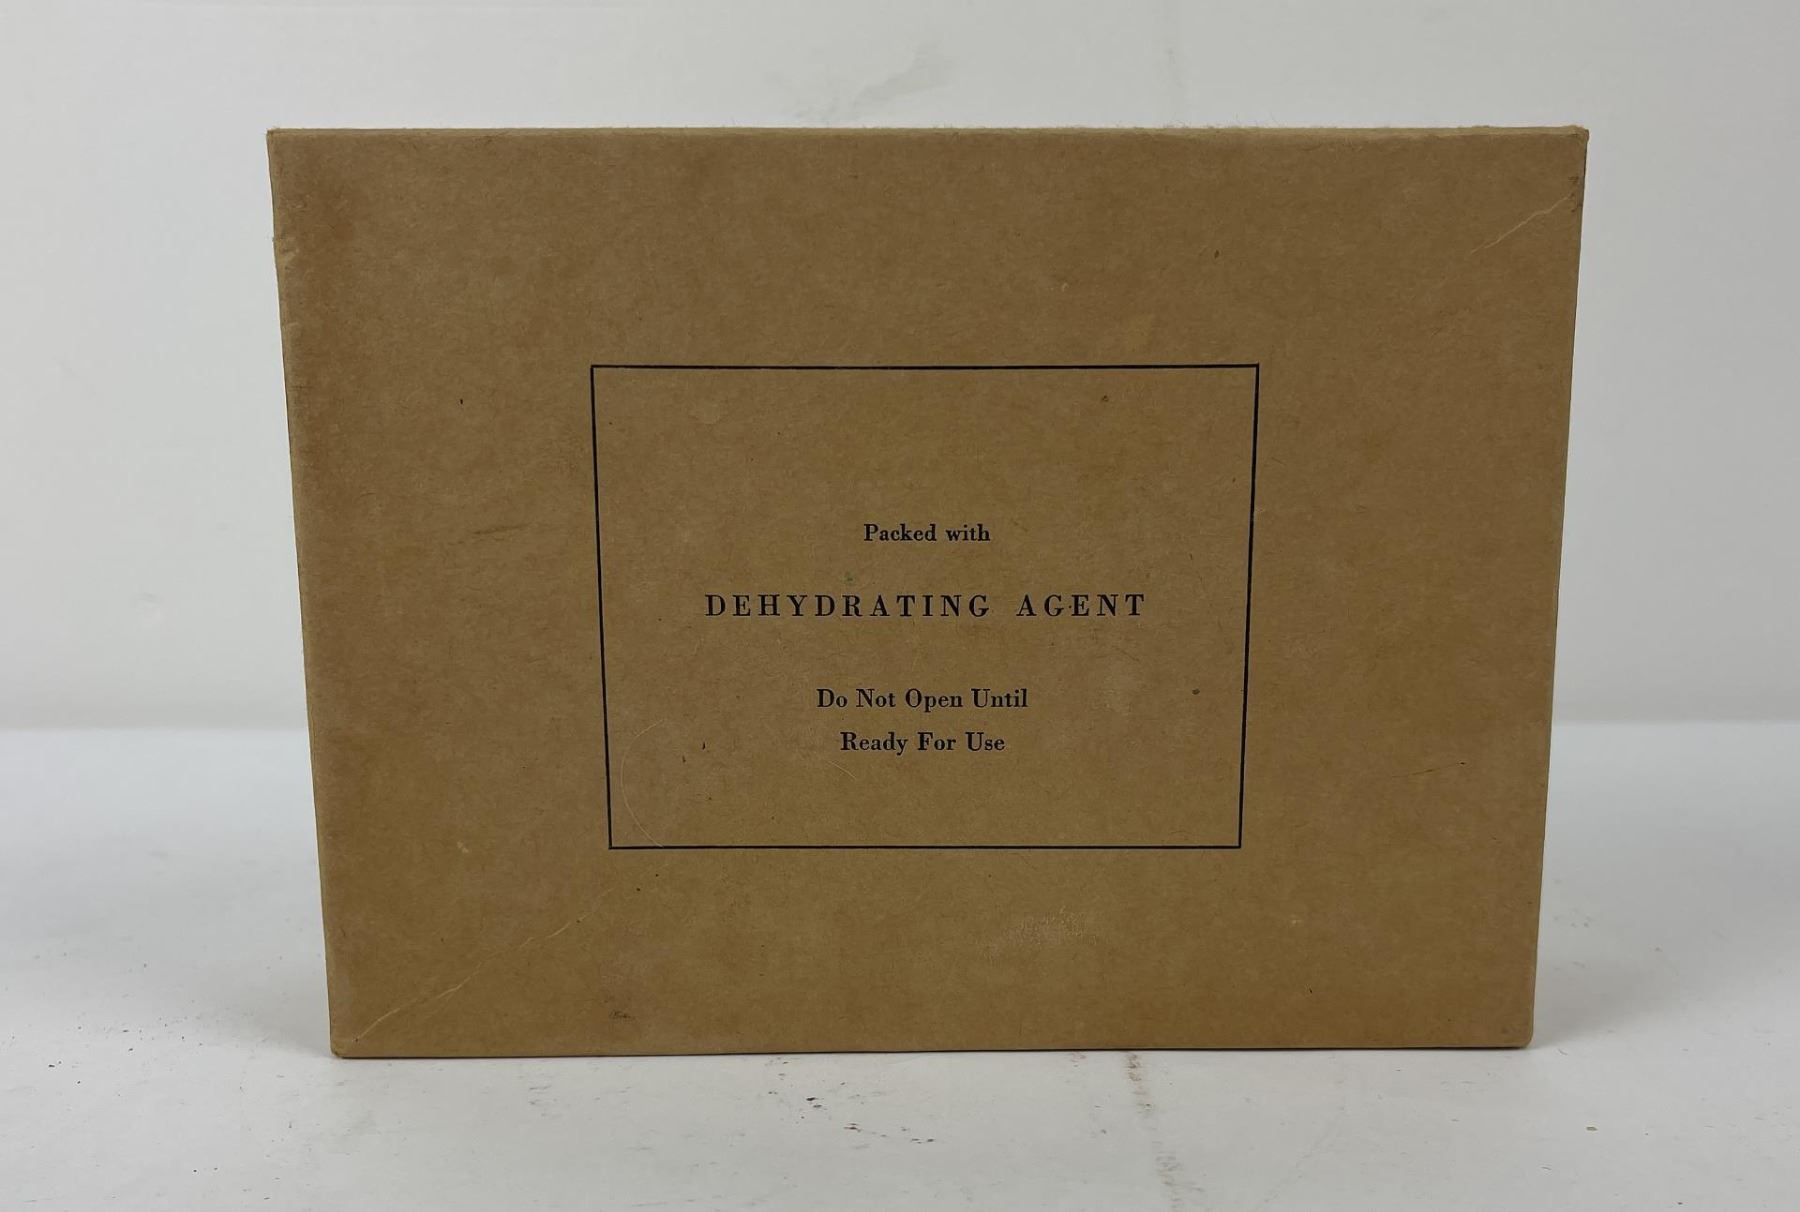 Packed with
DEHYDRATING AGENT
Do Not Open Until
Ready For Use